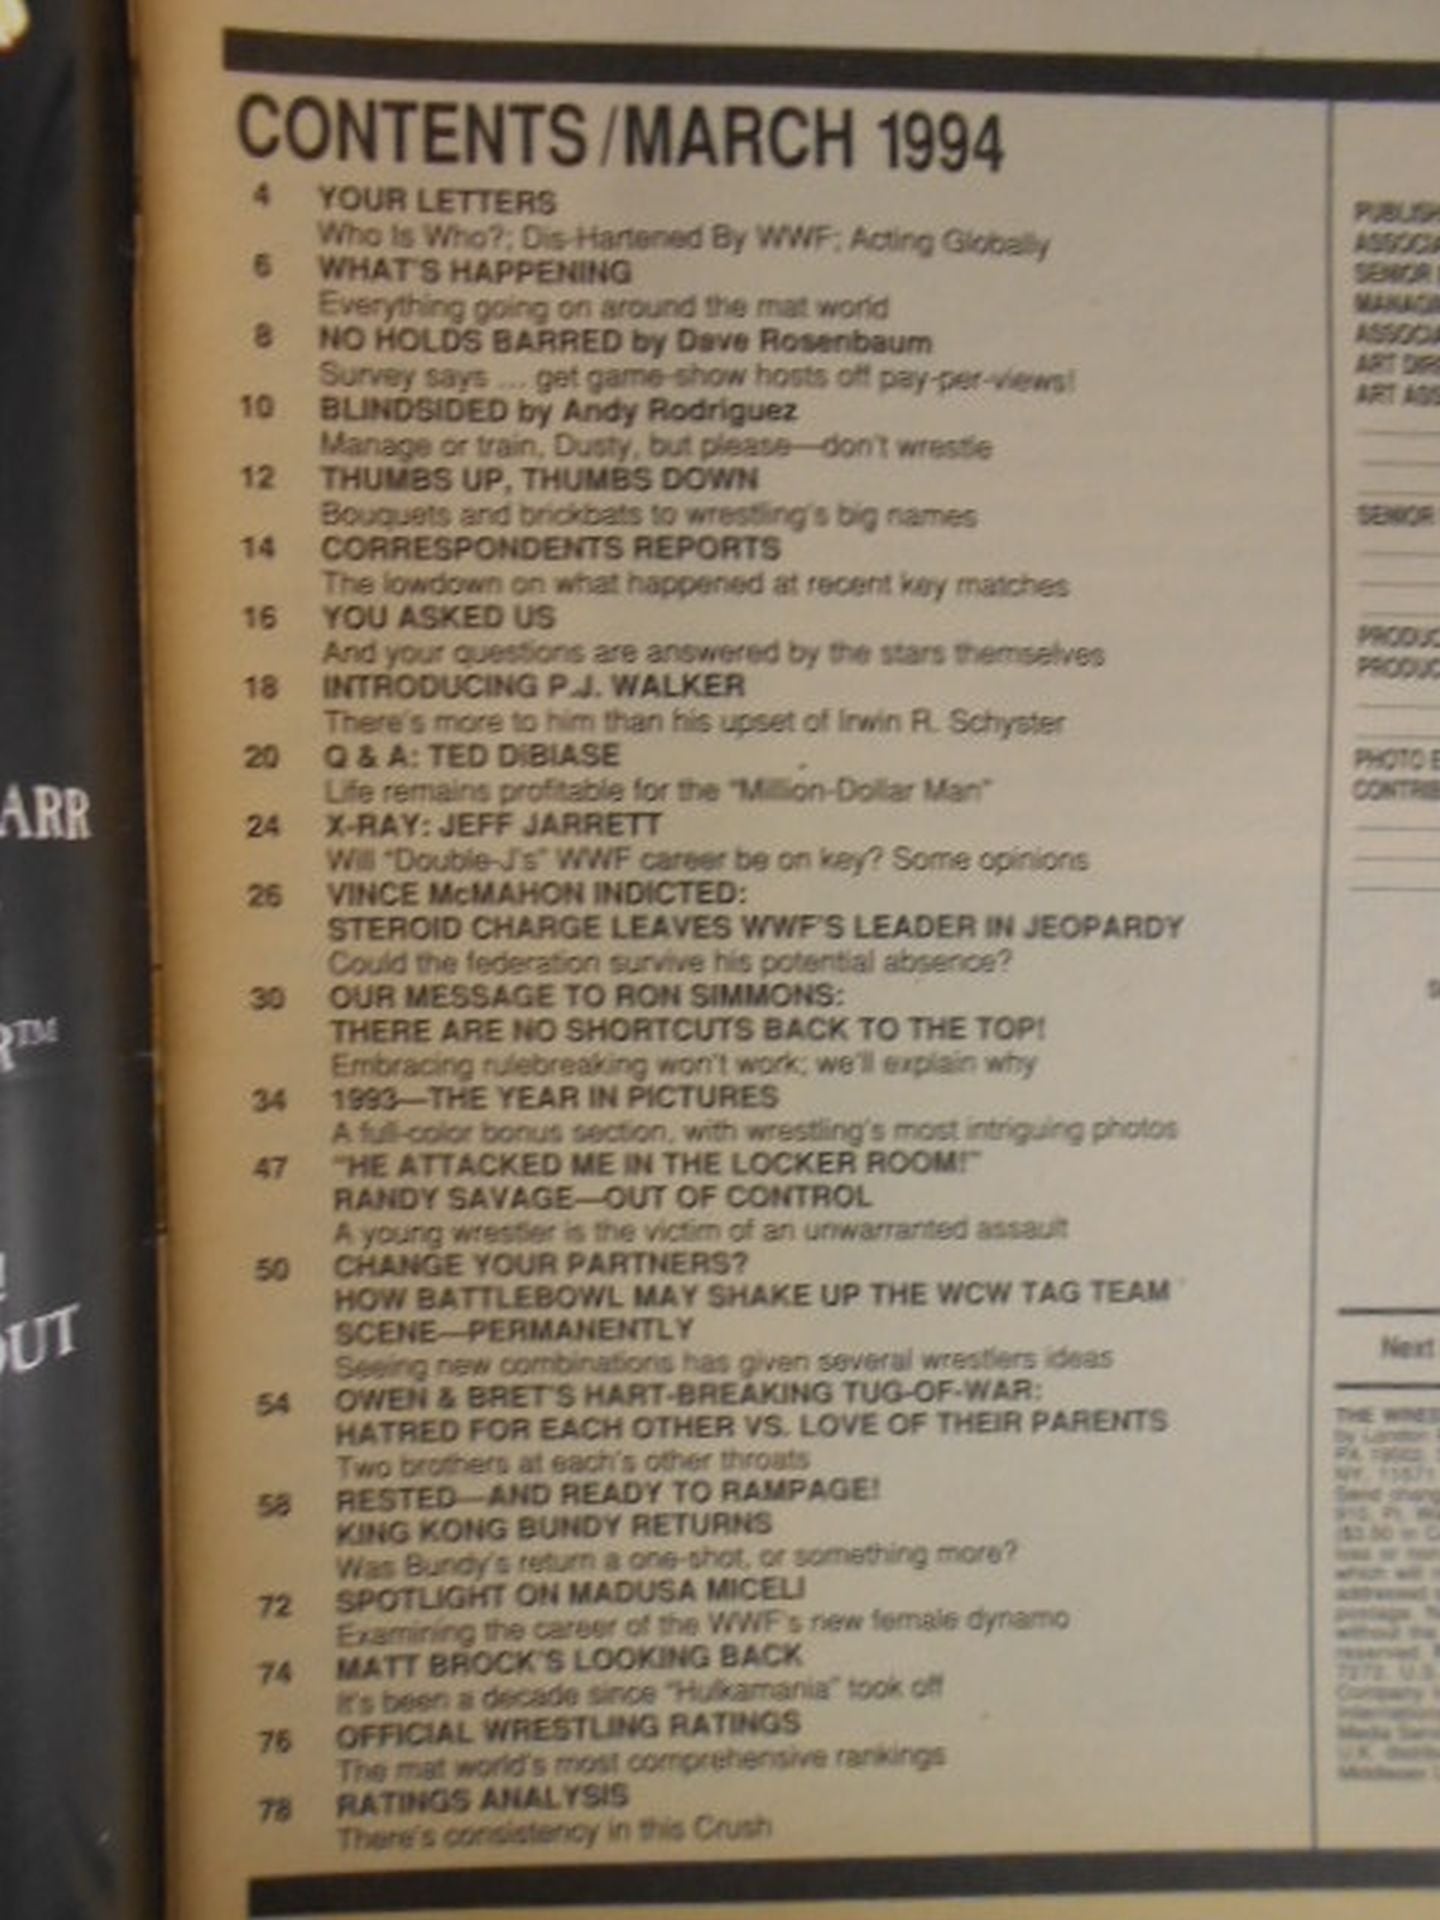 CONTENTS/MARCH 1994
4 YOUR LETTERS
Who Is Who?; Dis-Hartened By WWF; Acting Globally
6 WHAT'S HAPPENING
Everything going on around the mat world
8 NO HOLDS BARRED by Dave Rosenbaum
Survey says ... get game-show hosts off pay-per-views!
10 BLINDSIDED by Andy Rodriguez
Manage or train, Dusty, but please—don't wrestle
12 THUMBS UP, THUMBS DOWN
Bouquets and brickbats to wrestling's big names
14 CORRESPONDENTS REPORTS
The lowdown on what happened at recent key matches
16 YOU ASKED US
And your questions are answered by the stars themselves
18 INTRODUCING P.J. WALKER
There's more to him than his upset of Irwin R. Schyster
20 Q & A: TED DiBIASE
Life remains profitable for the "Million-Dollar Man"
24 X-RAY: JEFF JARRETT
Will "Double-J's" WWF career be on key? Some opinions
26 VINCE McMAHON INDICTED:
STEROID CHARGE LEAVES WWF'S LEADER IN JEOPARDY
Could the federation survive his potential absence?
30 OUR MESSAGE TO RON SIMMONS:
THERE ARE NO SHORTCUTS BACK TO THE TOP!
Embracing rulebreaking won't work; we'll explain why
34 1993—THE YEAR IN PICTURES
A full-color bonus section, with wrestling's most intriguing photos
47 "HE ATTACKED ME IN THE LOCKER ROOM!"
RANDY SAVAGE—OUT OF CONTROL
A young wrestler is the victim of an unwarranted assault
50 CHANGE YOUR PARTNERS?
HOW BATTLEBOWL MAY SHAKE UP THE WCW TAG TEAM
SCENE—PERMANENTLY
Seeing new combinations has given several wrestlers ideas
54 OWEN & BRET'S HART-BREAKING TUG-OF-WAR:
HATRED FOR EACH OTHER VS. LOVE OF THEIR PARENTS
Two brothers at each's other throats
58 RESTED—AND READY TO RAMPAGE!
KING KONG BUNDY RETURNS
Was Bundy's return a one-shot, or something more?
72 SPOTLIGHT ON MADUSA MICELI
Examining the career of the WWF's new female dynamo
74 MATT BROCK'S LOOKING BACK
It's been a decade since "Hulkamania" took off
76 OFFICIAL WRESTLING RATINGS
The mat world's most comprehensive rankings
78 RATINGS ANALYSIS
There's consistency in this Crush
ARR
R™
OUT
SENIOR
ART
Next